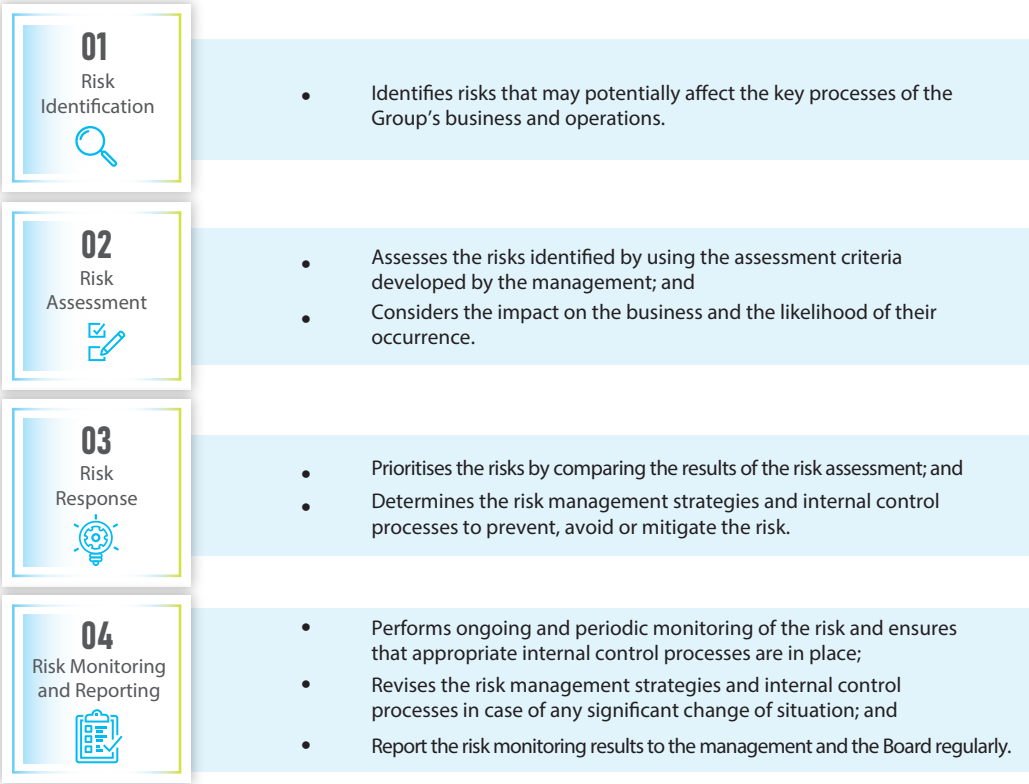 01
Risk
Identification
• Identifies risks that may potentially affect the key processes of the
Group's business and operations.
02
Risk
Assessment
• Assesses the risks identified by using the assessment criteria
developed by the management; and
• Considers the impact on the business and the likelihood of their
occurrence.
03
Risk
Response
• Prioritises the risks by comparing the results of the risk assessment; and
• Determines the risk management strategies and internal control
processes to prevent, avoid or mitigate the risk.
04
Risk Monitoring
and Reporting
• Performs ongoing and periodic monitoring of the risk and ensures
that appropriate internal control processes are in place;
• Revises the risk management strategies and internal control
processes in case of any significant change of situation; and
• Report the risk monitoring results to the management and the Board regularly.